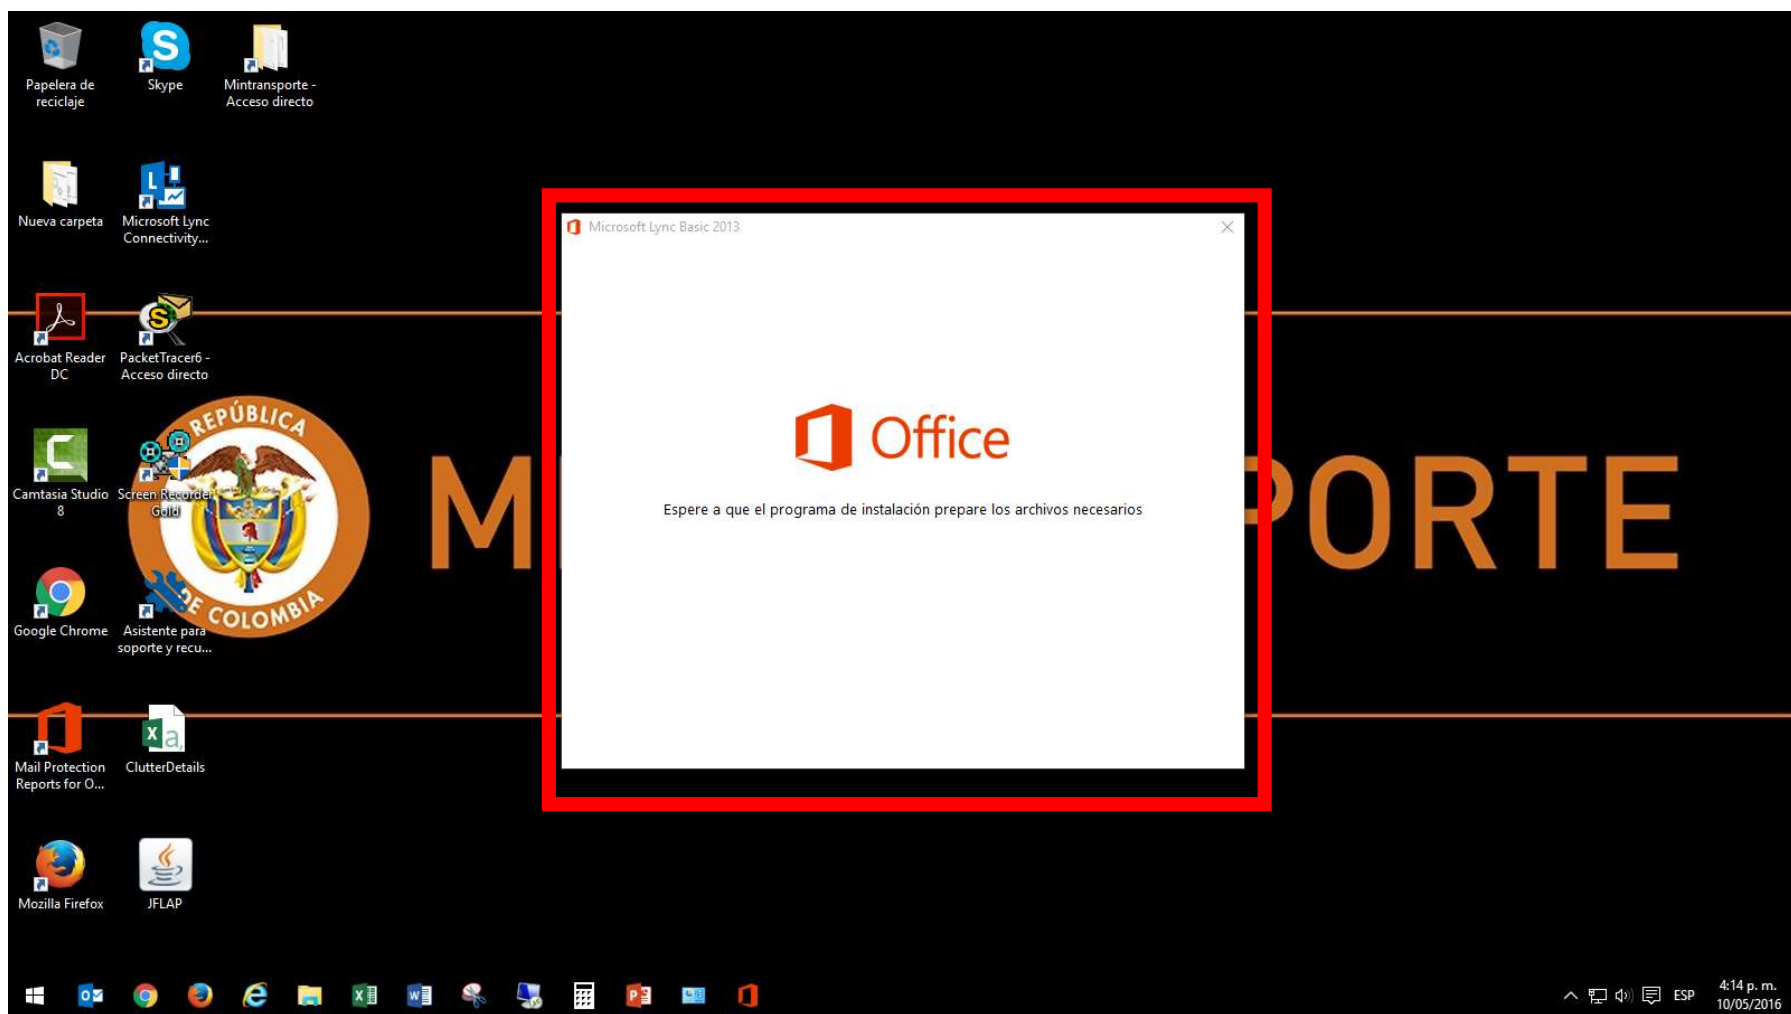 Papelera de
reciclaje
Skype
Mintransporte -
Acceso directo
Nueva carpeta
Microsoft Lync
Connectivity...
Microsoft Lync Basic 2013
Acrobat Reader
DC
PacketTracer6 -
Acceso directo
REPÚBLICA
DE COLOMBIA
Office
Espere a que el programa de instalación prepare los archivos necesarios
M
PORTE
Camtasia Studio
8
Screen Recorder
Gold
Google Chrome
Asistente para
soporte y recu...
Mail Protection
Reports for O...
ClutterDetails
Mozilla Firefox
JFLAP
ESP
4:14 p. m.
10/05/2016